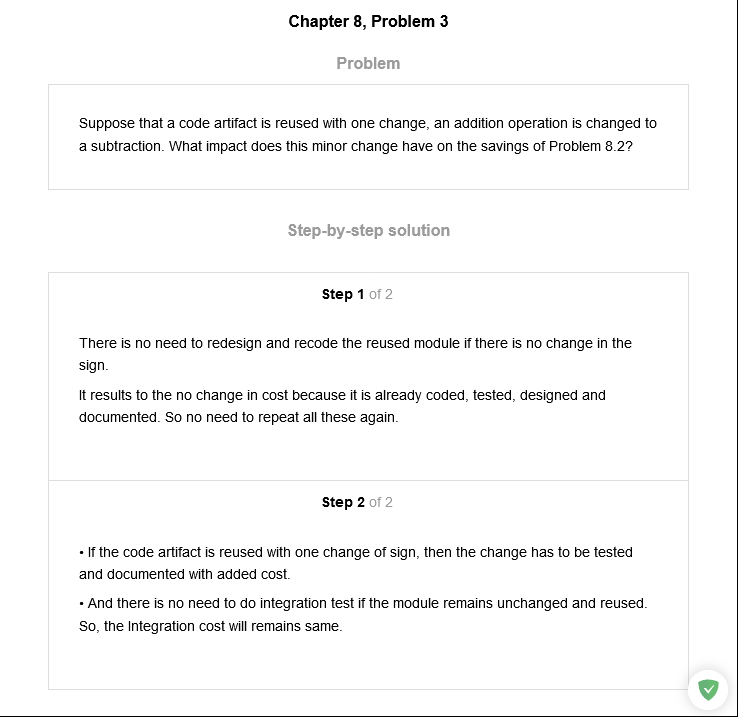 Chapter 8, Problem 3
Problem
Suppose that a code artifact is reused with one change, an addition operation is changed to
a subtraction. What impact does this minor change have on the savings of Problem 8.2?
Step-by-step solution
Step 1 of 2
There is no need to redesign and recode the reused module if there is no change in the
sign.
It results to the no change in cost because it is already coded, tested, designed and
documented. So no need to repeat all these again.
Step 2 of 2
• If the code artifact is reused with one change of sign, then the change has to be tested
and documented with added cost.
• And there is no need to do integration test if the module remains unchanged and reused.
So, the Integration cost will remains same.